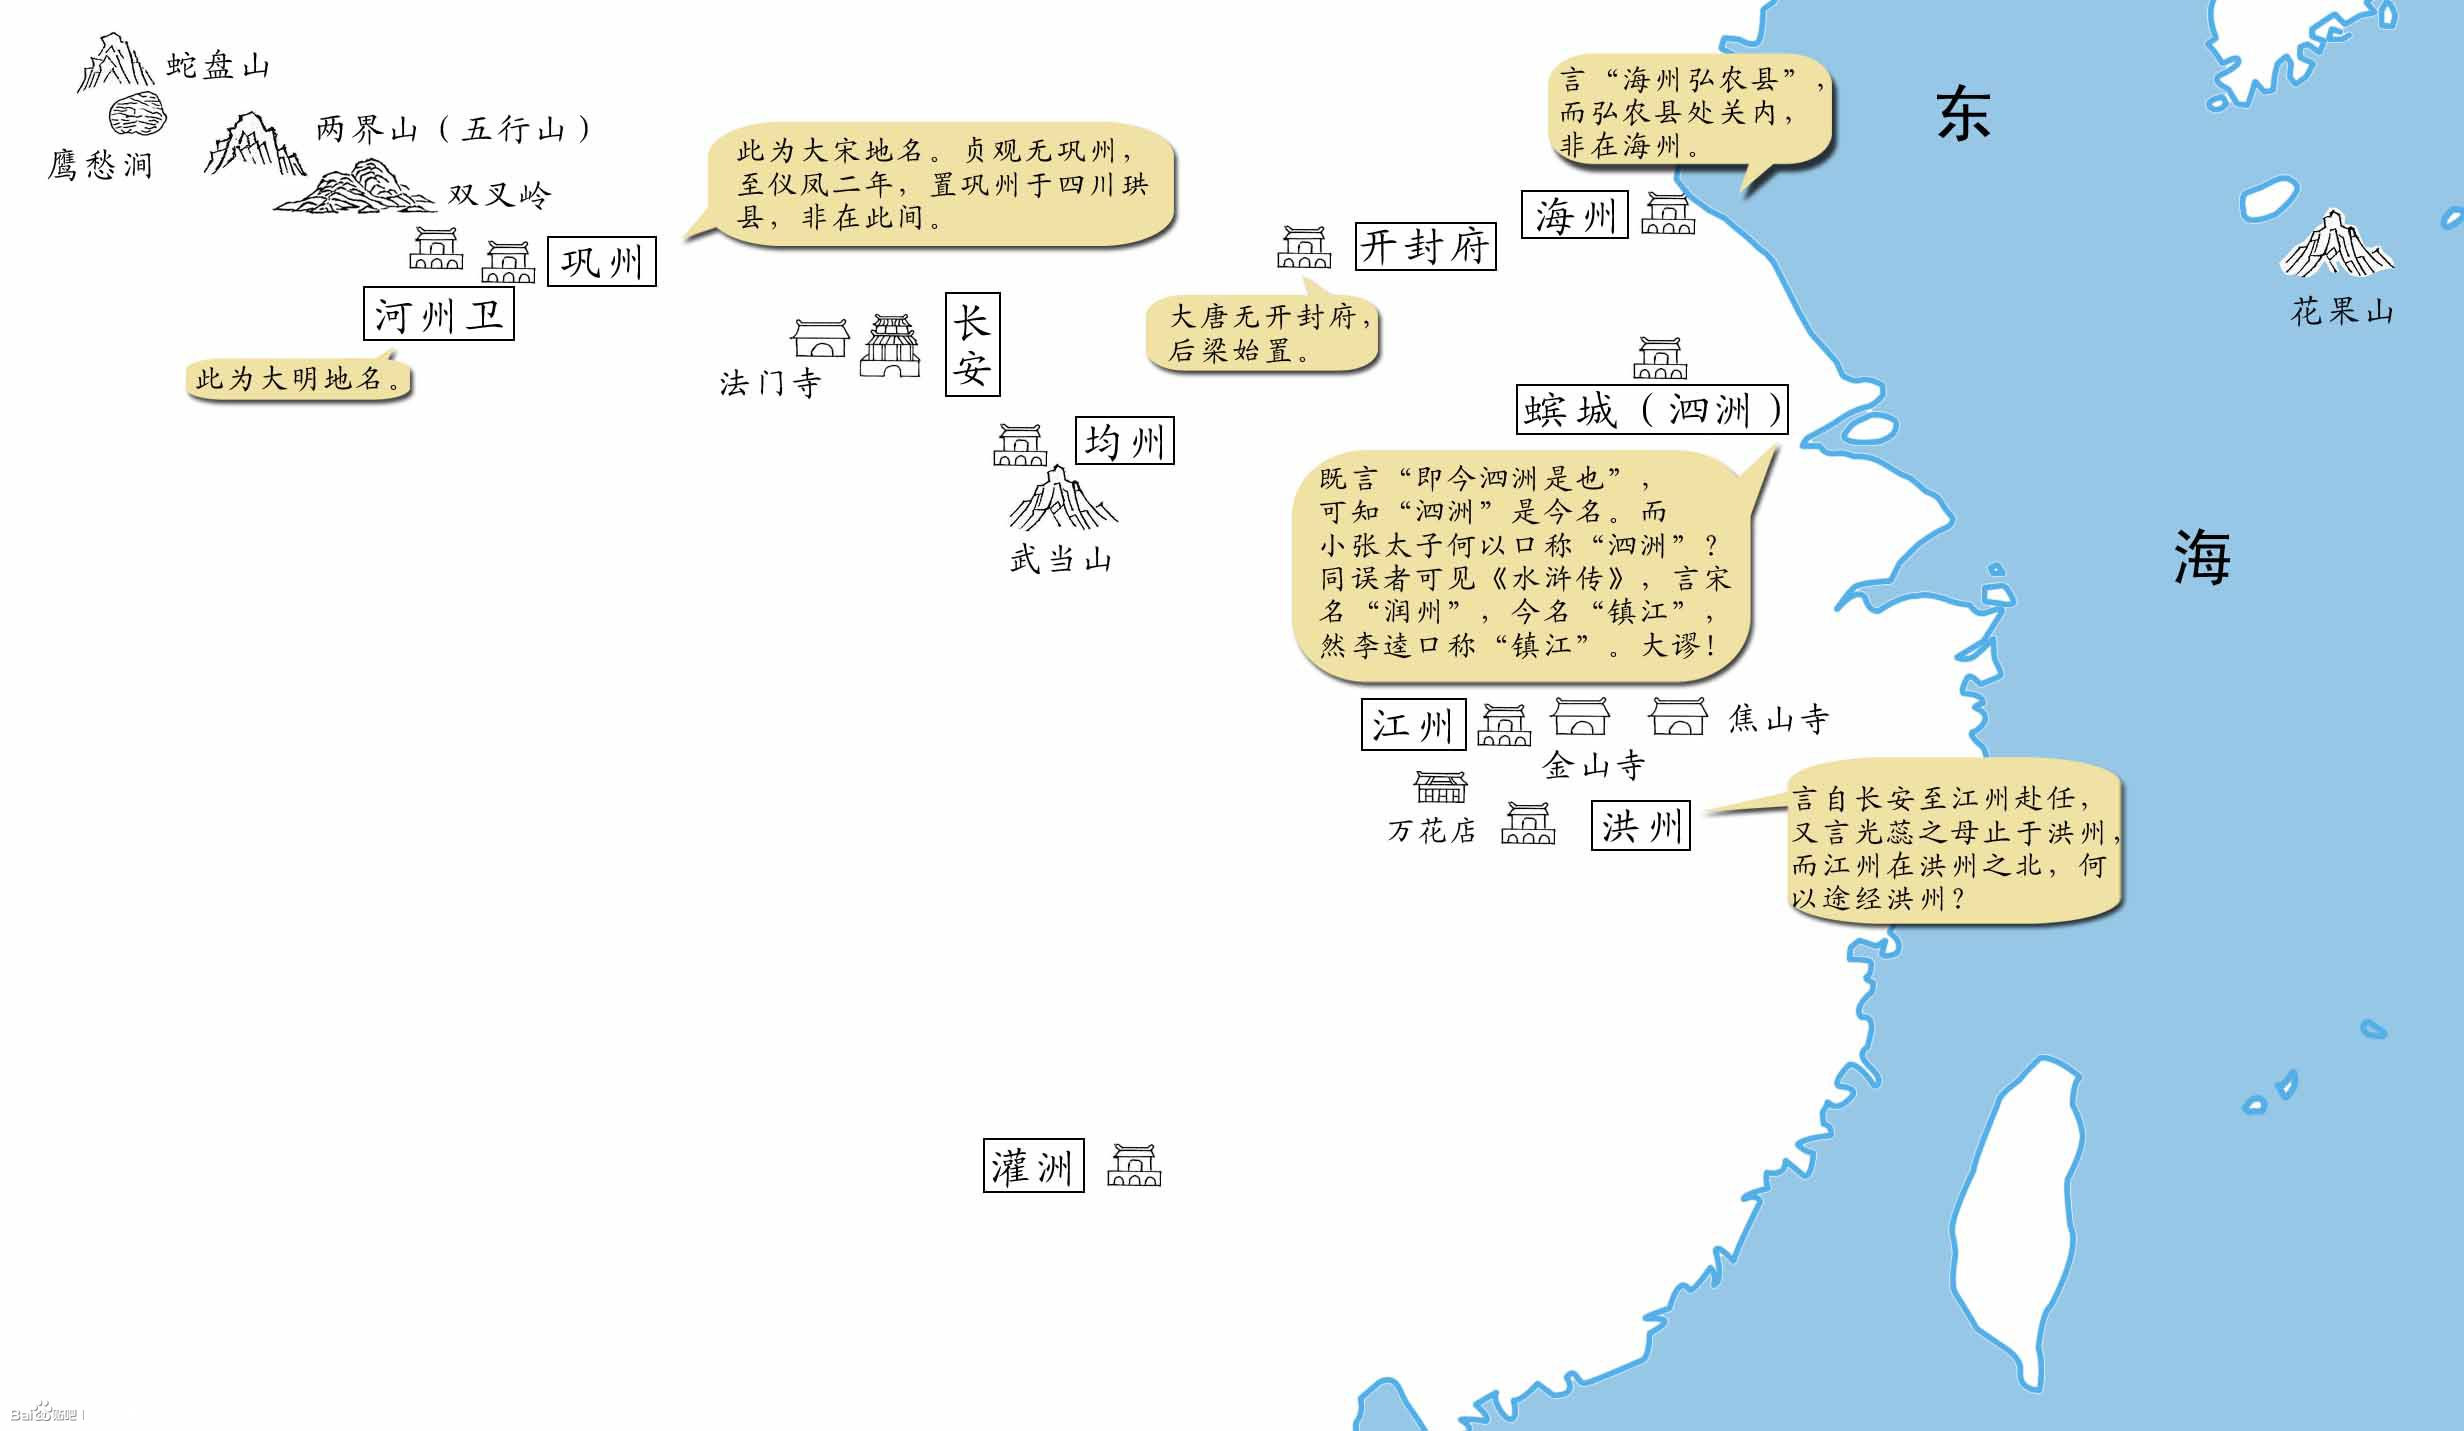 蛇盘山
鹰愁涧
两界山（五行山）
双叉岭
巩州
此为大宋地名。贞观无巩州，
至仪凤二年，置巩州于四川珙
县，非在此间。
河州卫
此为大明地名。
法门寺
长安
均州
武当山
开封府
大唐无开封府，
后梁始置。
言“海州弘农县”，
而弘农县处关内，
非在海州。
海州
东
海
花果山
蠙城（泗洲）
既言“即今泗洲是也”，
可知“泗洲”是今名。而
小张太子何以口称“泗洲”？
同误者可见《水浒传》，言宋
名“润州”，今名“镇江”，
然李逵口称“镇江”。大谬！
江州
金山寺
焦山寺
万花店
洪州
言自长安至江州赴任，
又言光蕊之母止于洪州，
而江州在洪州之北，何
以途经洪州？
灌洲
Bai贴吧